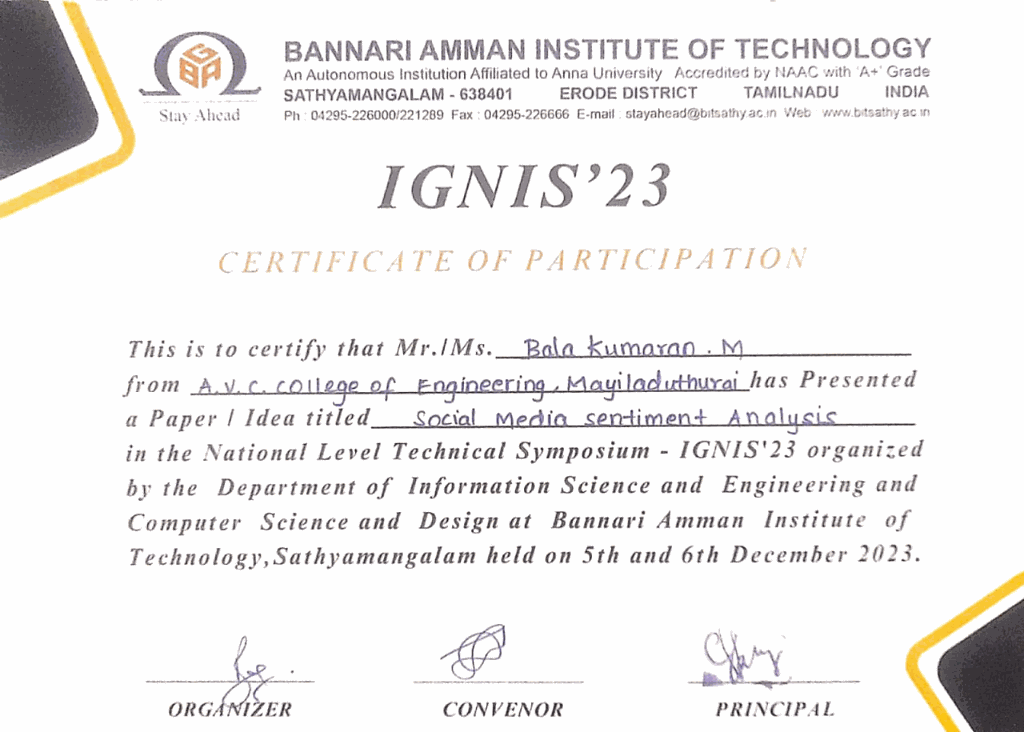 GBA
Stay Ahead
BANNARI AMMAN INSTITUTE OF TECHNOLOGY
An Autonomous Institution Affiliated to Anna University Accredited by NAAC with 'A+' Grade
SATHYAMANGALAM - 638401 ERODE DISTRICT TAMILNADU INDIA
Ph : 04295-226000/221289 Fax : 04295-226666 E-mail : stayahead@bitsathy.ac.in Web www.bitsathy.ac.in
IGNIS'23
CERTIFICATE OF PARTICIPATION
This is to certify that Mr./Ms. Bala Kumaran . M
from A.V.C. College of Engineering, Mayiladuthurai has Presented
a Paper / Idea titled Social Media sentiment Analysis
in the National Level Technical Symposium - IGNIS'23 organized
by the Department of Information Science and Engineering and
Computer Science and Design at Bannari Amman Institute of
Technology,Sathyamangalam held on 5th and 6th December 2023.
ORGANIZER CONVENOR PRINCIPAL